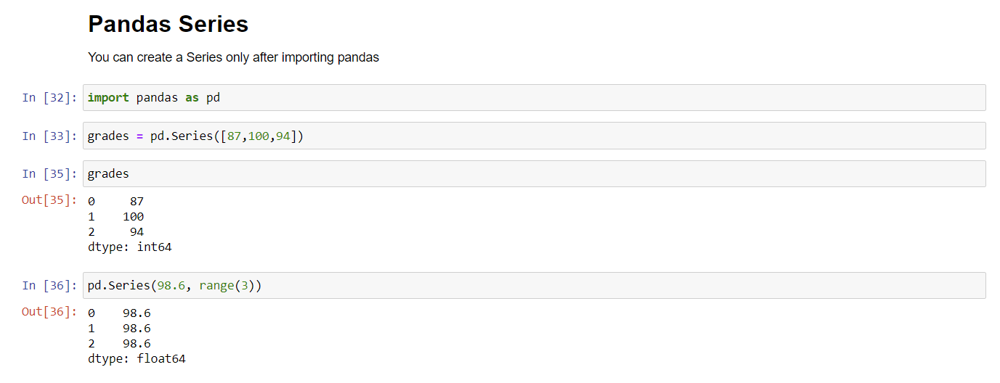 Pandas Series
You can create a Series only after importing pandas
In [32]: import pandas as pd
In [33]: grades = pd.Series([87,100,94])
In [35]: grades
Out[35]: 0     87
1    100
2     94
dtype: int64
In [36]: pd.Series(98.6, range(3))
Out[36]: 0    98.6
1    98.6
2    98.6
dtype: float64